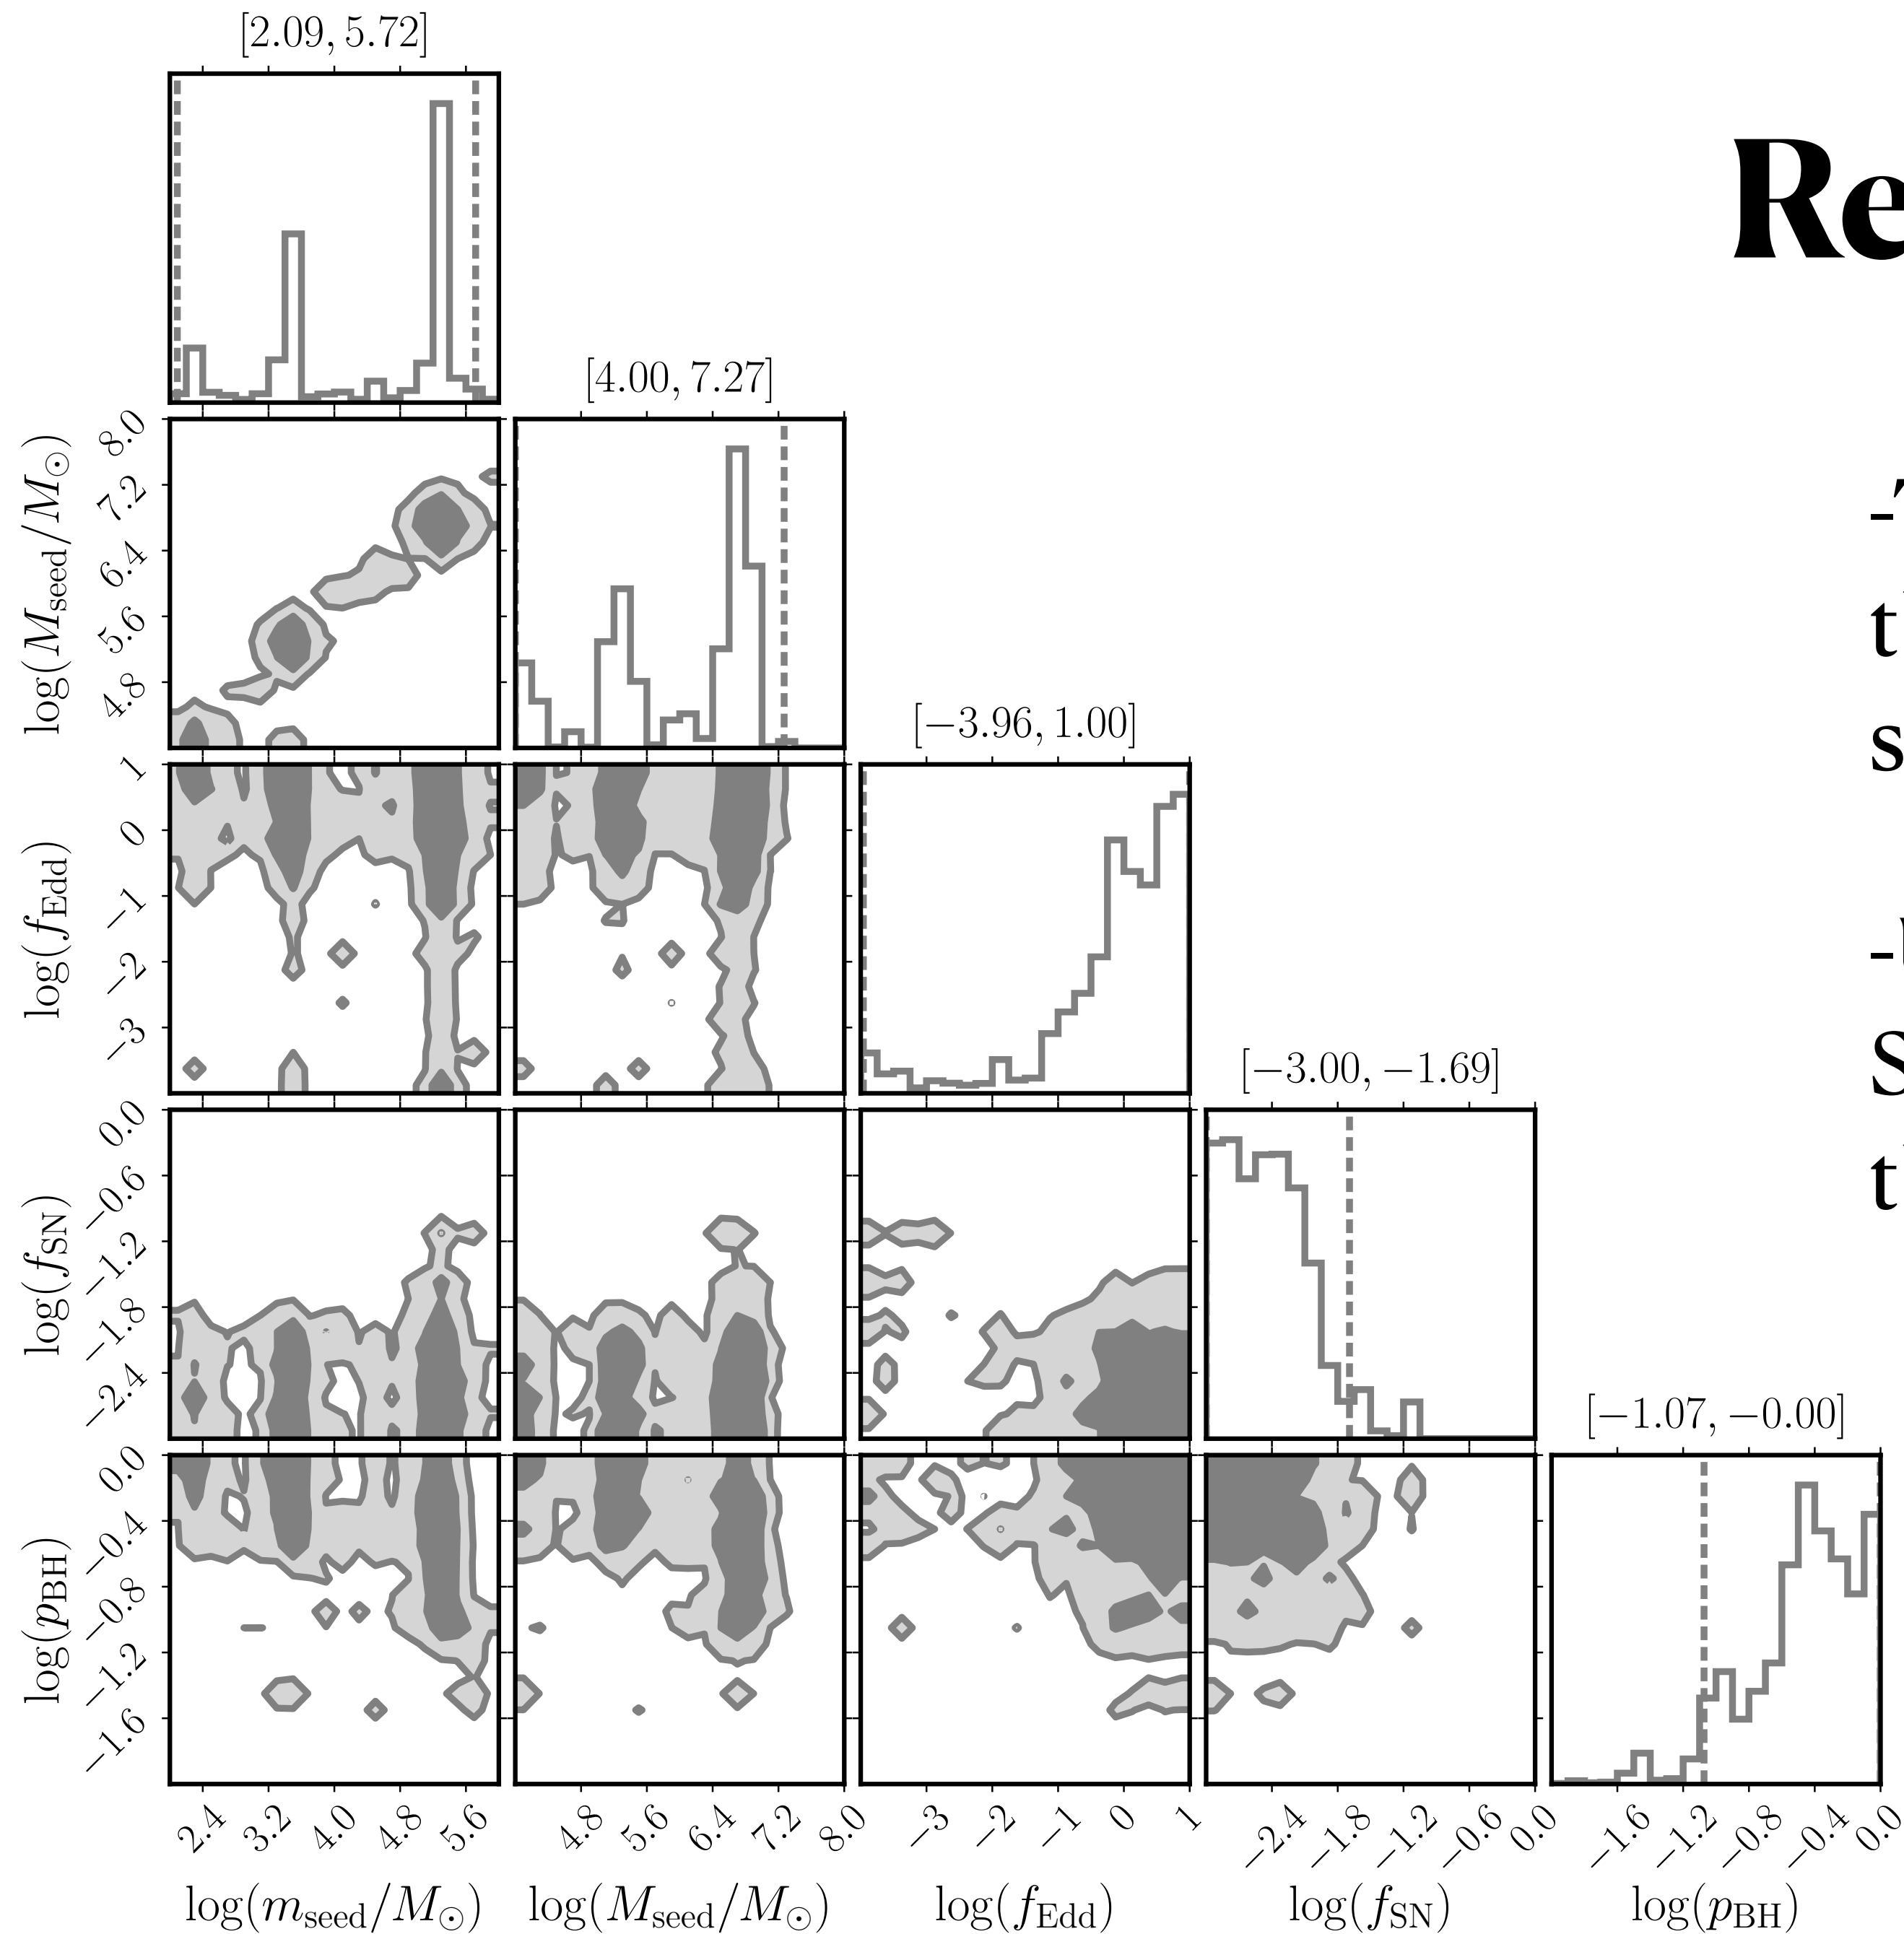 [2.09, 5.72]
Re
[4.00, 7.27]
log(M_seed/M_⊙)
8.0
7.2
6.4
5.6
4.8
t
s
[−3.96, 1.00]
log(f_Edd)
1
0
−1
−2
−3
S
[−3.00, −1.69]
t
log(f_SN)
0.0
−0.6
−1.2
−1.8
−2.4
[−1.07, −0.00]
log(p_BH)
0.0
−0.4
−0.8
−1.2
−1.6
2.4 3.2 4.0 4.8 5.6
4.8 5.6 6.4 7.2 8.0
−3 −2 −1 0 1
−2.4 −1.8 −1.2 −0.6 0.0
−1.6 −1.2 −0.8 −0.4 0.0
log(m_seed/M_⊙) log(M_seed/M_⊙) log(f_Edd) log(f_SN) log(p_BH)